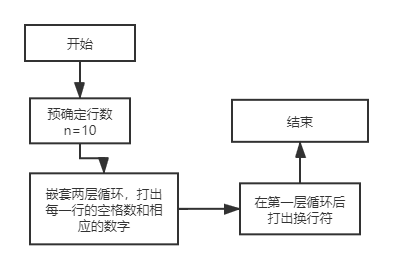 开始
预确定行数
n=10
嵌套两层循环，打出
每一行的空格数和相
应的数字
在第一层循环后
打出换行符
结束